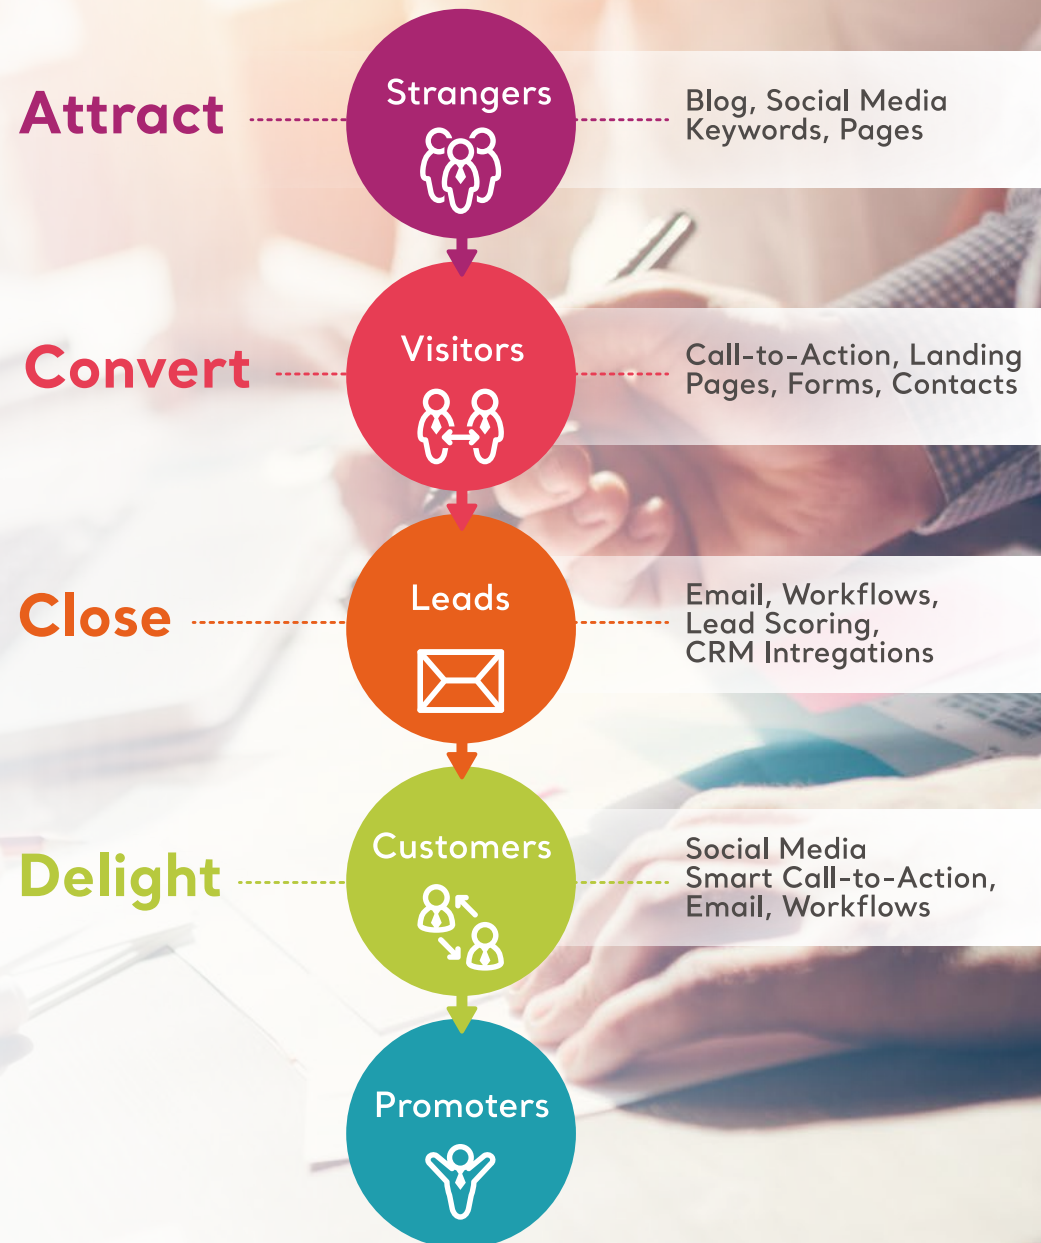 Attract
Strangers
Blog, Social Media
Keywords, Pages
Convert
Visitors
Call-to-Action, Landing
Pages, Forms, Contacts
Close
Leads
Email, Workflows,
Lead Scoring,
CRM Intregations
Delight
Customers
Social Media
Smart Call-to-Action,
Email, Workflows
Promoters